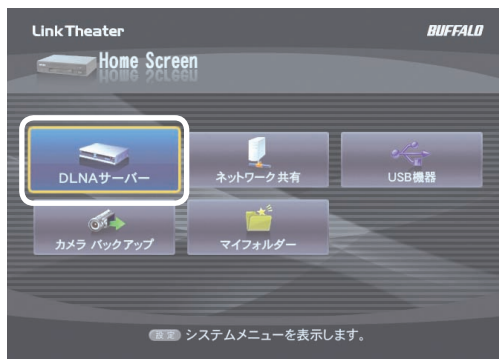 LinkTheater
BUFFALO
Home Screen
DLNAサーバー
ネットワーク共有
USB機器
カメラ バックアップ
マイフォルダー
設定 システムメニューを表示します。